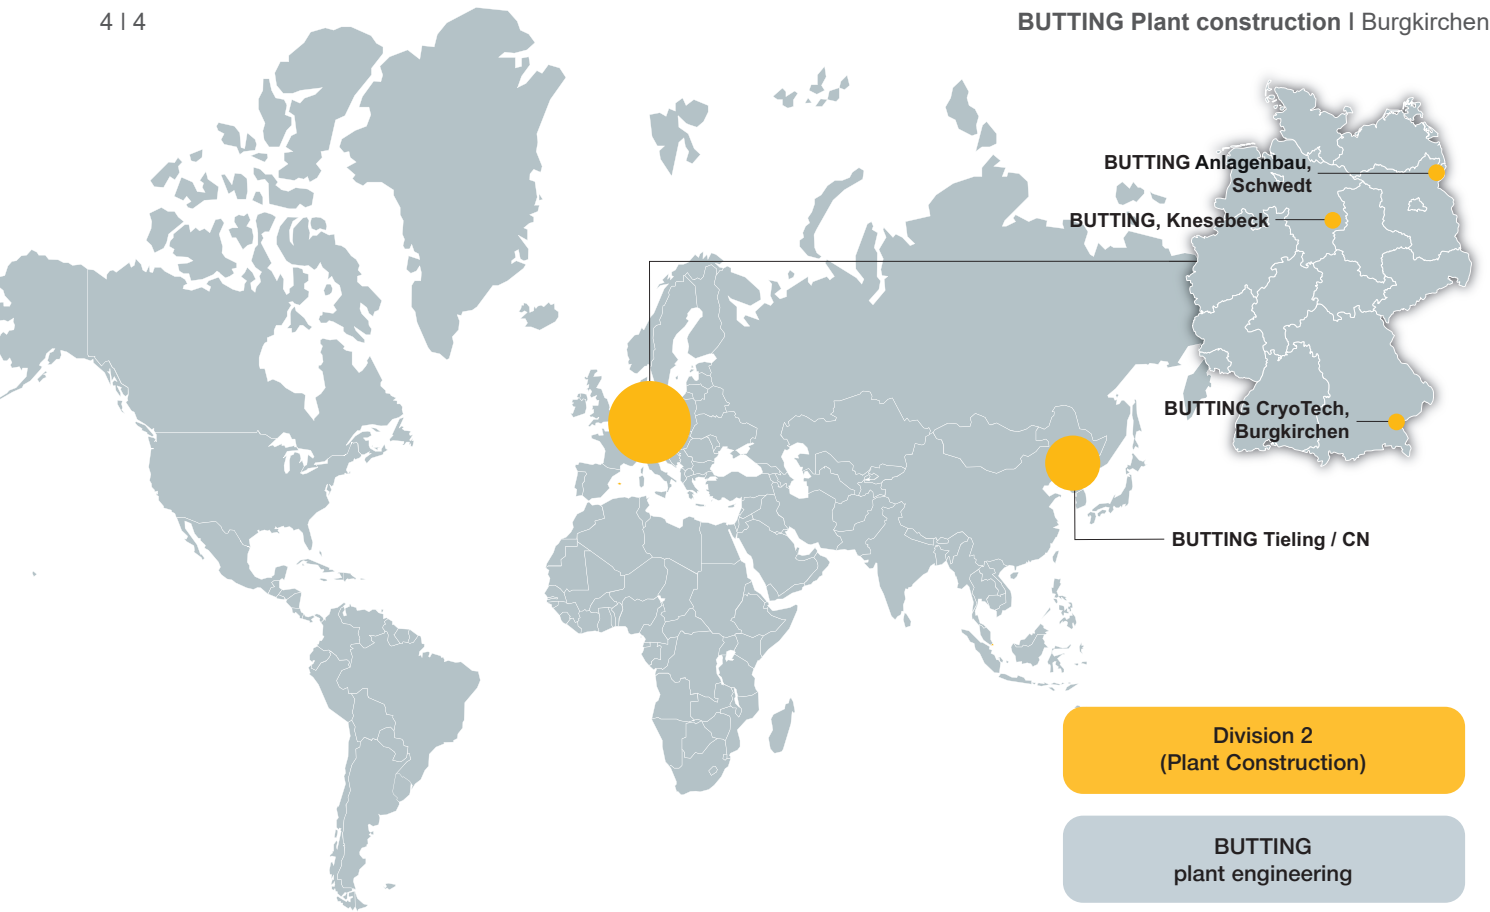 4 | 4
BUTTING Plant construction | Burgkirchen
BUTTING Anlagenbau,
Schwedt
BUTTING, Knesebeck
BUTTING CryoTech,
Burgkirchen
BUTTING Tieling / CN
Division 2
(Plant Construction)
BUTTING
plant engineering